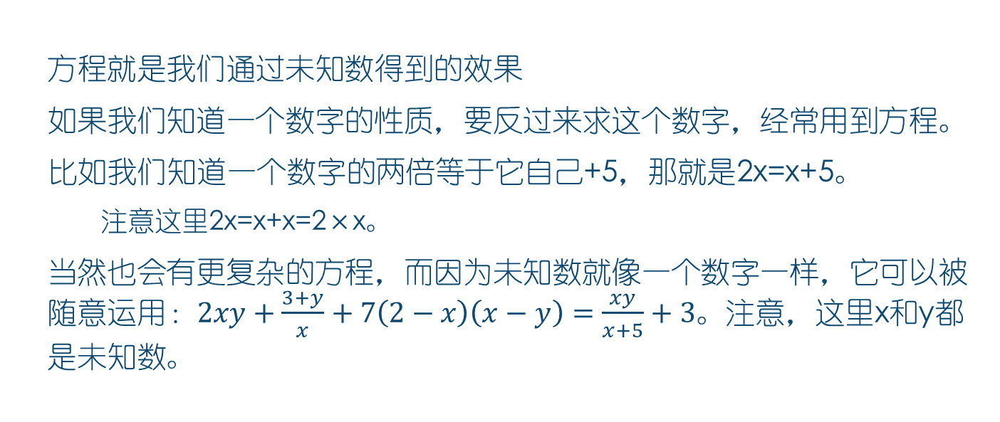 方程就是我们通过未知数得到的效果
如果我们知道一个数字的性质，要反过来求这个数字，经常用到方程。
比如我们知道一个数字的两倍等于它自己+5，那就是2x=x+5。
注意这里2x=x+x=2×x。
当然也会有更复杂的方程，而因为未知数就像一个数字一样，它可以被
随意运用：$2xy+\frac{3+y}{x}+7(2-x)(x-y)=\frac{xy}{x+5}+3$。注意，这里x和y都
是未知数。